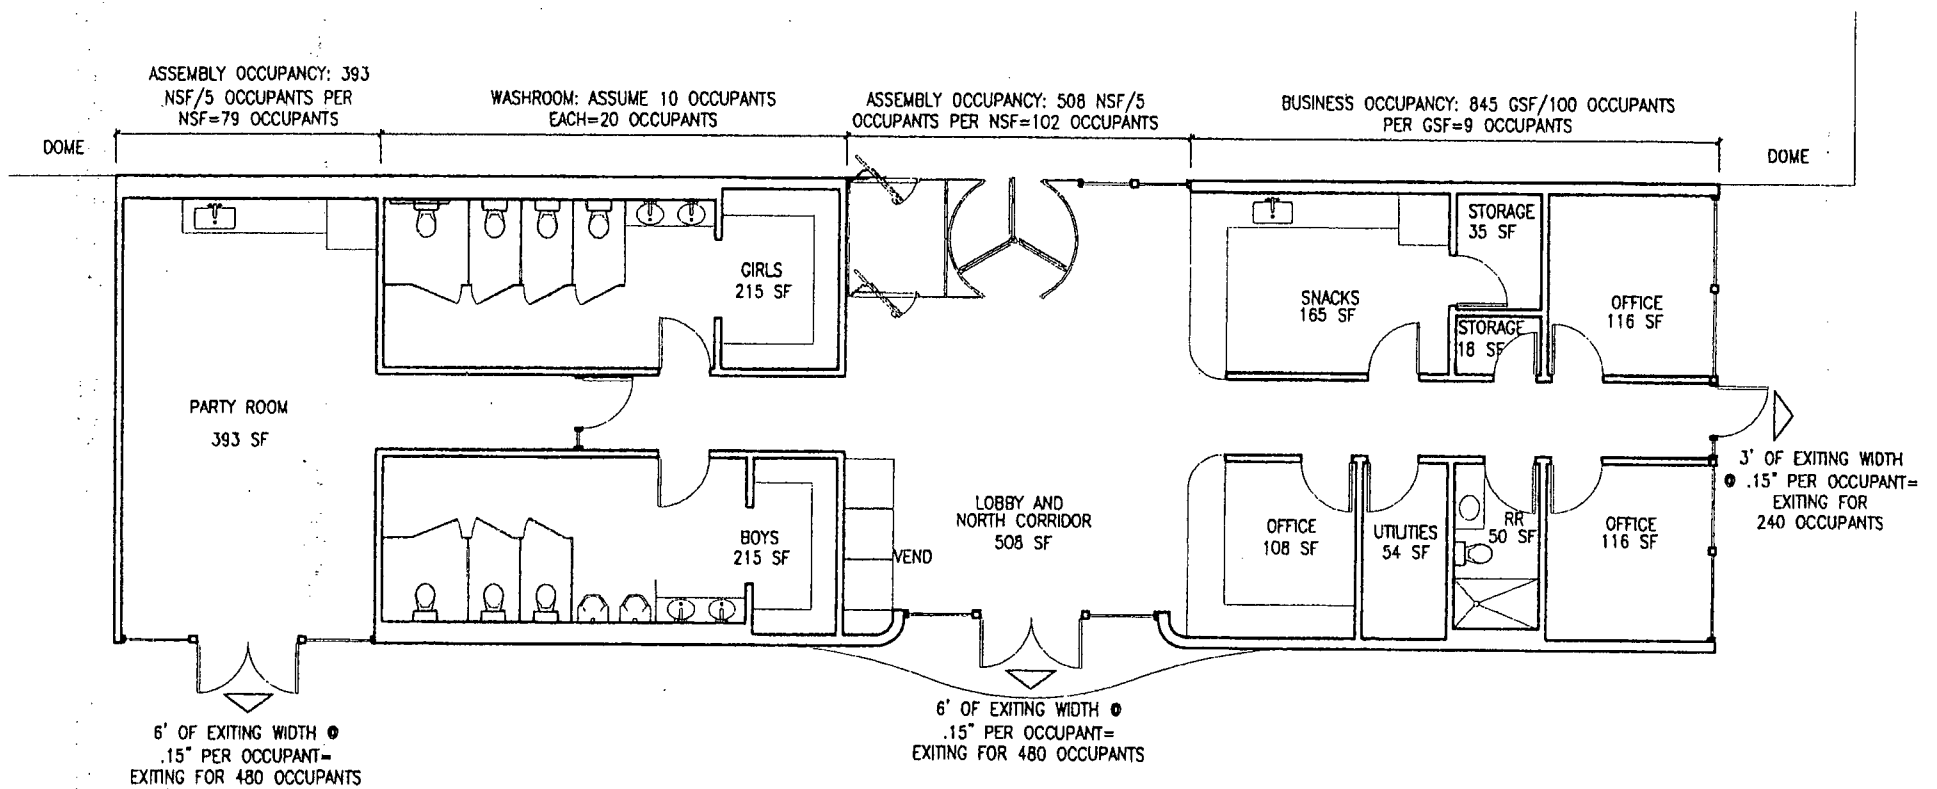 ASSEMBLY OCCUPANCY: 393
NSF/5 OCCUPANTS PER
NSF=79 OCCUPANTS
WASHROOM: ASSUME 10 OCCUPANTS
EACH=20 OCCUPANTS
ASSEMBLY OCCUPANCY: 508 NSF/5
OCCUPANTS PER NSF=102 OCCUPANTS
BUSINESS OCCUPANCY: 845 GSF/100 OCCUPANTS
PER GSF=9 OCCUPANTS
DOME
DOME
GIRLS
215 SF
STORAGE
35 SF
SNACKS
165 SF
STORAGE
18 SF
OFFICE
116 SF
PARTY ROOM
393 SF
3' OF EXITING WIDTH
@ .15" PER OCCUPANT=
EXITING FOR
240 OCCUPANTS
BOYS
215 SF
VEND
LOBBY AND
NORTH CORRIDOR
508 SF
OFFICE
108 SF
UTILITIES
54 SF
RR
50 SF
OFFICE
116 SF
6' OF EXITING WIDTH @
.15" PER OCCUPANT=
EXITING FOR 480 OCCUPANTS
6' OF EXITING WIDTH @
.15" PER OCCUPANT=
EXITING FOR 480 OCCUPANTS